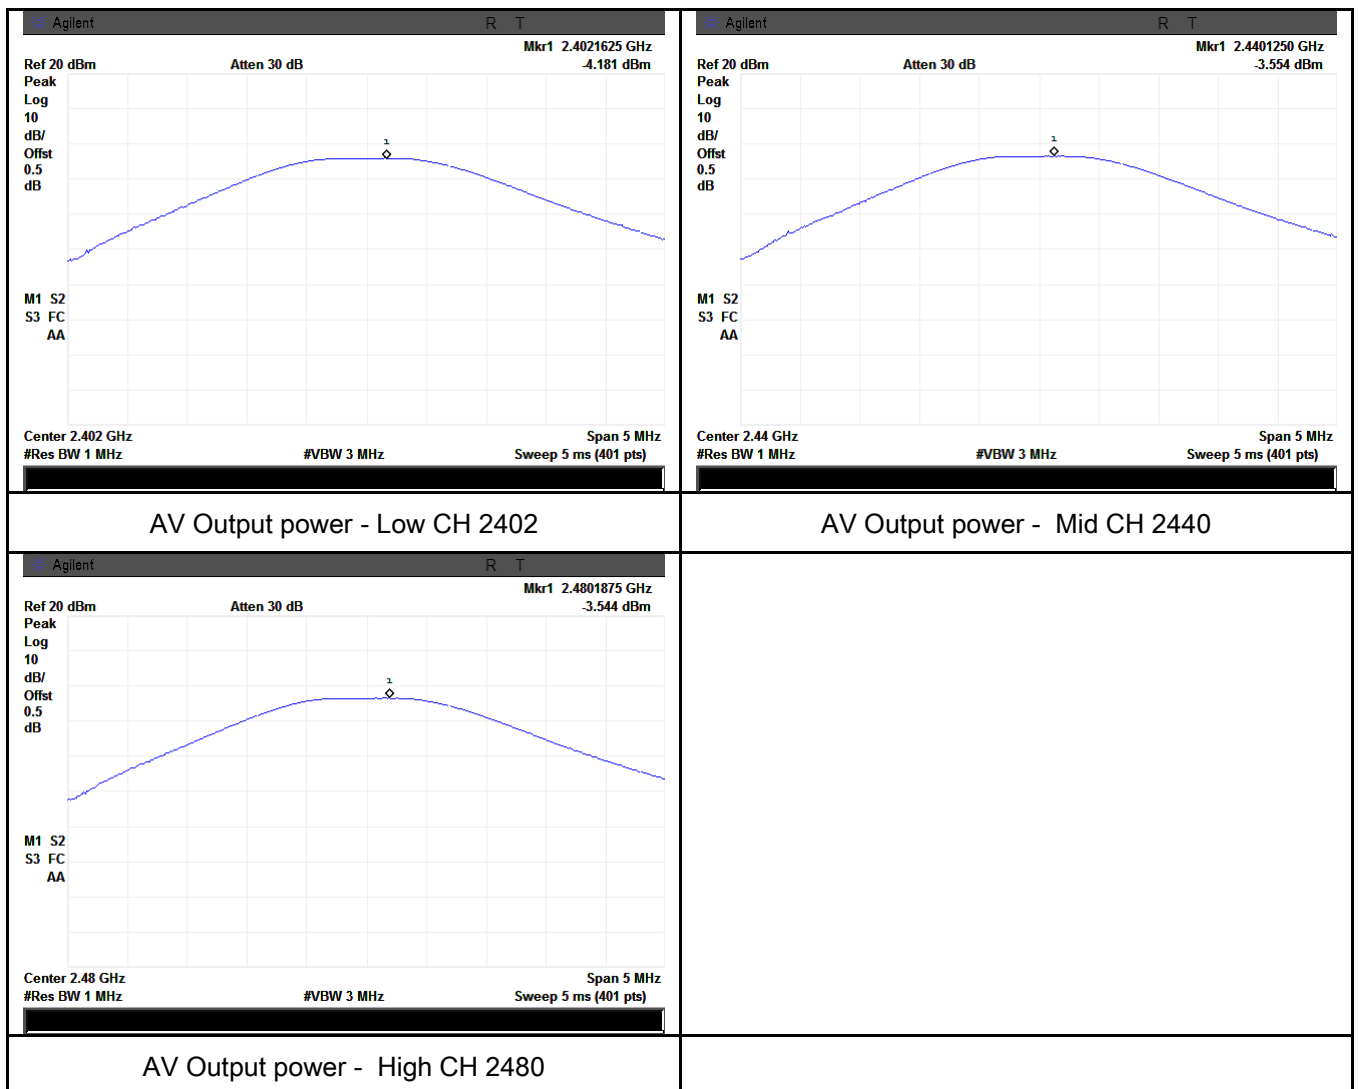 Agilent R T
Mkr1 2.4021625 GHz
Ref 20 dBm Atten 30 dB -4.181 dBm
Peak
Log
10
dB/
Offst
0.5
dB
1
M1 S2
S3 FC
AA
Center 2.402 GHz Span 5 MHz
#Res BW 1 MHz #VBW 3 MHz Sweep 5 ms (401 pts)
AV Output power - Low CH 2402
Agilent R T
Mkr1 2.4401250 GHz
Ref 20 dBm Atten 30 dB -3.554 dBm
Peak
Log
10
dB/
Offst
0.5
dB
1
M1 S2
S3 FC
AA
Center 2.44 GHz Span 5 MHz
#Res BW 1 MHz #VBW 3 MHz Sweep 5 ms (401 pts)
AV Output power - Mid CH 2440
Agilent R T
Mkr1 2.4801875 GHz
Ref 20 dBm Atten 30 dB -3.544 dBm
Peak
Log
10
dB/
Offst
0.5
dB
1
M1 S2
S3 FC
AA
Center 2.48 GHz Span 5 MHz
#Res BW 1 MHz #VBW 3 MHz Sweep 5 ms (401 pts)
AV Output power - High CH 2480